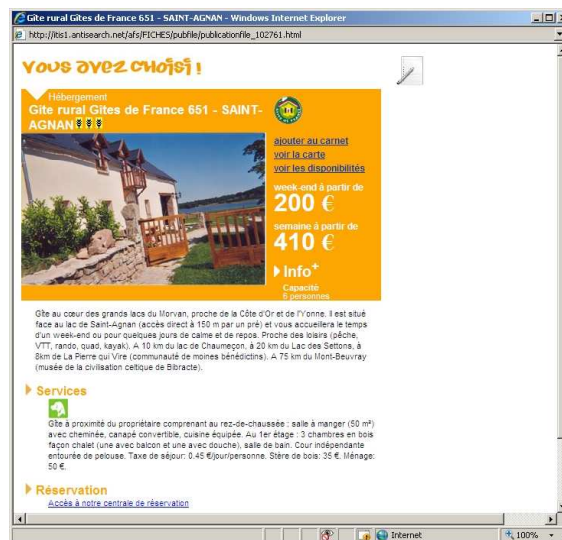 Gîte rural Gîtes de France 651 - SAINT-AGNAN - Windows Internet Explorer
http://itis1.antisearch.net/afs/FICHES/pubfile/publicationfile_102761.html
vous avez choisi !
Hébergement
Gîte rural Gîtes de France 651 - SAINT-
AGNAN
ajouter au carnet
voir la carte
voir les disponibilités
week-end à partir de
200 €
semaine à partir de
410 €
Info+
Capacité
6 personnes
Gîte au cœur des grands lacs du Morvan, proche de la Côte d'Or et de l'Yonne. Il est situé
face au lac de Saint-Agnan (accès direct à 150 m par un pré) et vous accueillera le temps
d'un week-end ou pour quelques jours de calme et de repos. Proche des loisirs (pêche,
VTT, rando, quad, kayak). A 10 km du lac de Chaumeçon, à 20 km du Lac des Settons, à
8km de La Pierre qui Vire (communauté de moines bénédictins). A 75 km du Mont-Beuvray
(musée de la civilisation celtique de Bibracte).
Services
Gîte à proximité du propriétaire comprenant au rez-de-chaussée : salle à manger (50 m²)
avec cheminée, canapé convertible, cuisine équipée. Au 1er étage : 3 chambres en bois
façon chalet (une avec balcon et une avec douche), salle de bain. Cour indépendante
entourée de pelouse. Taxe de séjour: 0.45 €/jour/personne. Stère de bois: 35 €. Ménage:
50 €.
Réservation
Accès à notre centrale de réservation
Internet
100%